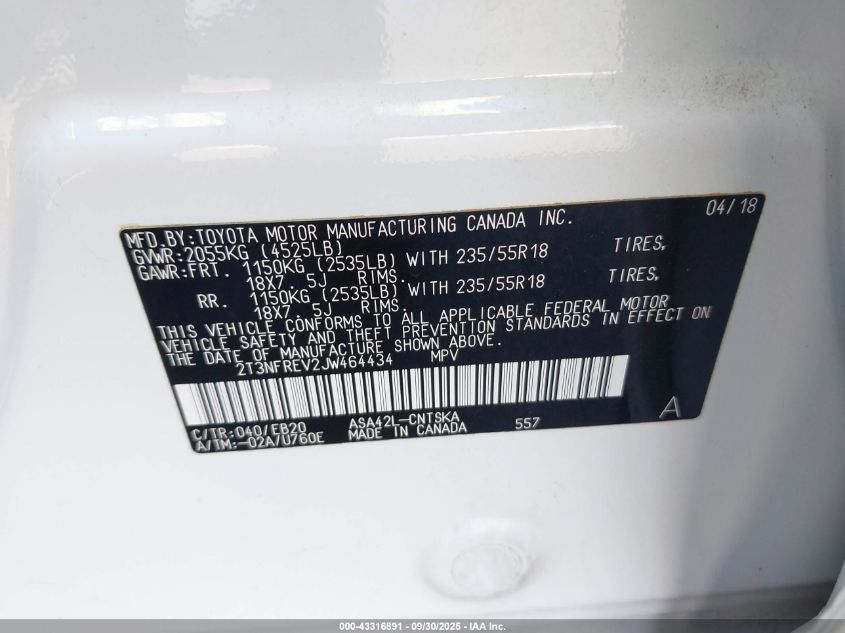 04/18
MFD.BY:TOYOTA MOTOR MANUFACTURING CANADA INC.
GVWR:2055KG (4525LB)
GAWR:FRT. 1150KG (2535LB) WITH 235/55R18 TIRES,
18X7.5J RIMS.
RR. 1150KG (2535LB) WITH 235/55R18 TIRES,
18X7.5J RIMS.
THIS VEHICLE CONFORMS TO ALL APPLICABLE FEDERAL MOTOR
VEHICLE SAFETY AND THEFT PREVENTION STANDARDS IN EFFECT ON
THE DATE OF MANUFACTURE SHOWN ABOVE.
2T3NFREV2JW464434 MPV
C/TR:040/EB20 ASA42L-CNTSKA 557 A
A/TM:-02A/U760E MADE IN CANADA
000-43316891 - 09/30/2025 - IAA Inc.